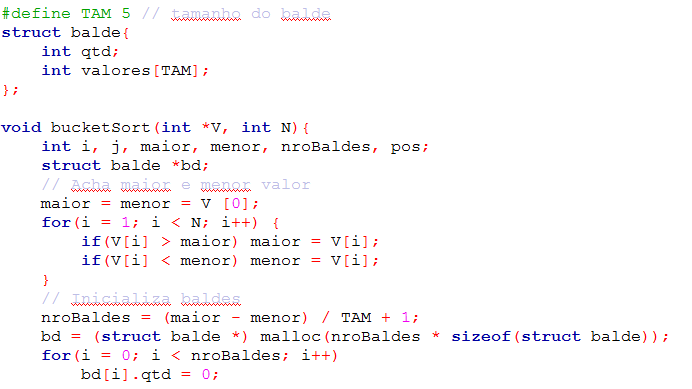 #define TAM 5 // tamanho do balde
struct balde{
    int qtd;
    int valores[TAM];
};

void bucketSort(int *V, int N){
    int i, j, maior, menor, nroBaldes, pos;
    struct balde *bd;
    // Acha maior e menor valor
    maior = menor = V [0];
    for(i = 1; i < N; i++) {
        if(V[i] > maior) maior = V[i];
        if(V[i] < menor) menor = V[i];
    }
    // Inicializa baldes
    nroBaldes = (maior - menor) / TAM + 1;
    bd = (struct balde *) malloc(nroBaldes * sizeof(struct balde));
    for(i = 0; i < nroBaldes; i++)
        bd[i].qtd = 0;